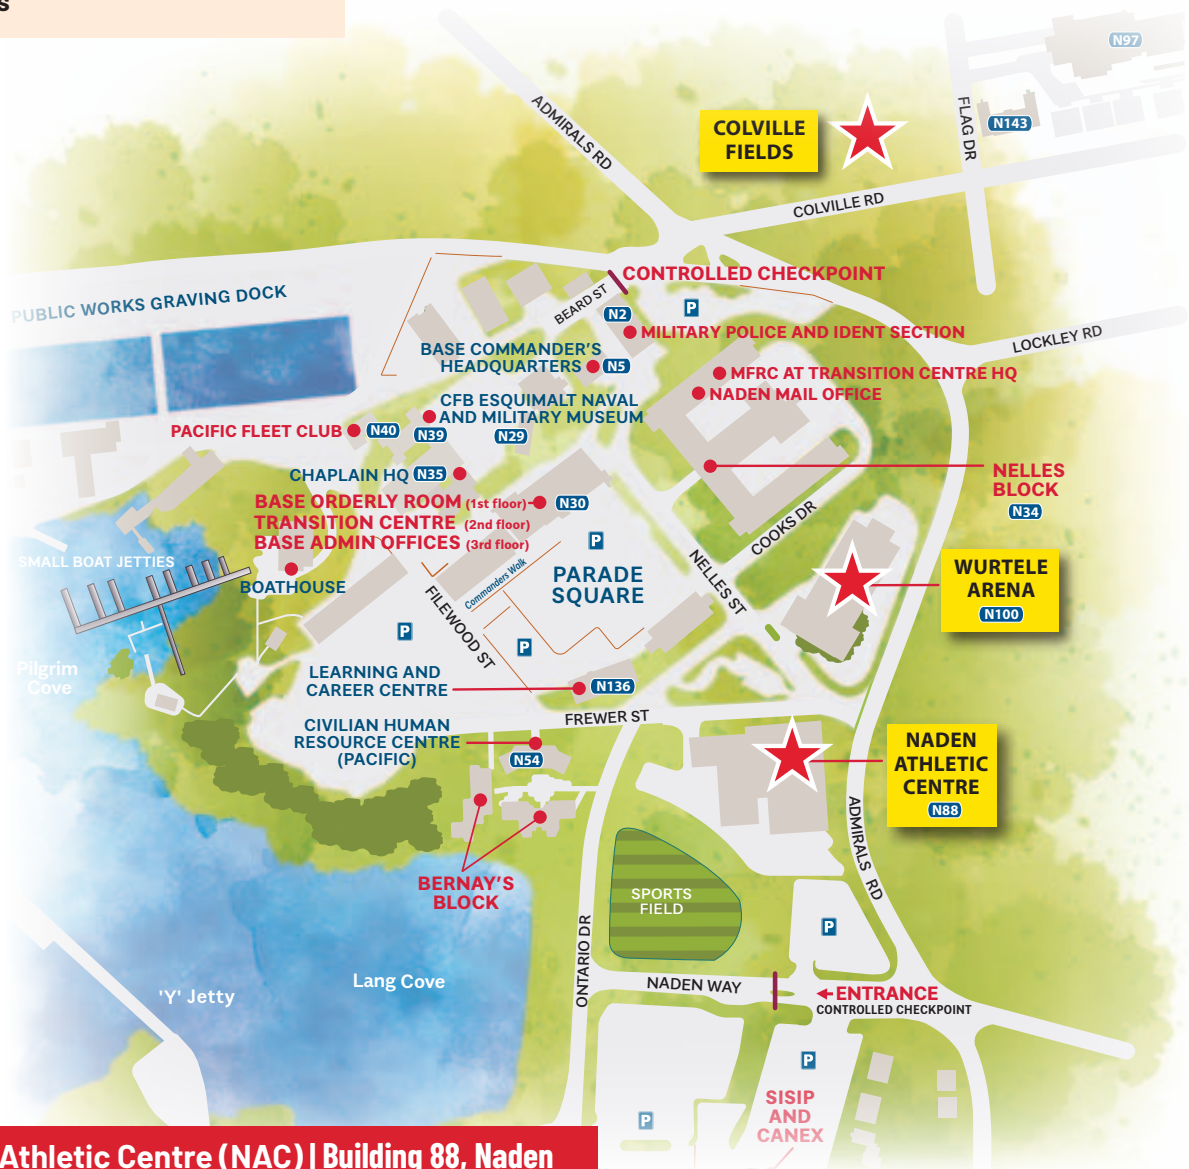 s
N97
ADMIRALS RD
COLVILLE
FIELDS
FLAG DR
N143
COLVILLE RD
CONTROLLED CHECKPOINT
PUBLIC WORKS GRAVING DOCK
BEARD ST
P
N2
MILITARY POLICE AND IDENT SECTION
LOCKLEY RD
BASE COMMANDER'S
HEADQUARTERS
N5
MFRC AT TRANSITION CENTRE HQ
NADEN MAIL OFFICE
CFB ESQUIMALT NAVAL
AND MILITARY MUSEUM
PACIFIC FLEET CLUB
N40
N39
N29
CHAPLAIN HQ
N35
NELLES
BLOCK
N34
BASE ORDERLY ROOM (1st floor)
N30
TRANSITION CENTRE (2nd floor)
BASE ADMIN OFFICES (3rd floor)
COOKS DR
P
SMALL BOAT JETTIES
BOATHOUSE
Commanders Walk
PARADE
SQUARE
NELLES ST
WURTELE
ARENA
N100
FILEWOOD ST
P
P
Pilgrim
Cove
LEARNING AND
CAREER CENTRE
N136
FREWER ST
CIVILIAN HUMAN
RESOURCE CENTRE
(PACIFIC)
N54
NADEN
ATHLETIC
CENTRE
N88
ADMIRALS RD
BERNAY'S
BLOCK
SPORTS
FIELD
P
ONTARIO DR
Lang Cove
'Y' Jetty
NADEN WAY
ENTRANCE
CONTROLLED CHECKPOINT
P
SISIP
AND
CANEX
P
Athletic Centre (NAC) | Building 88, Naden